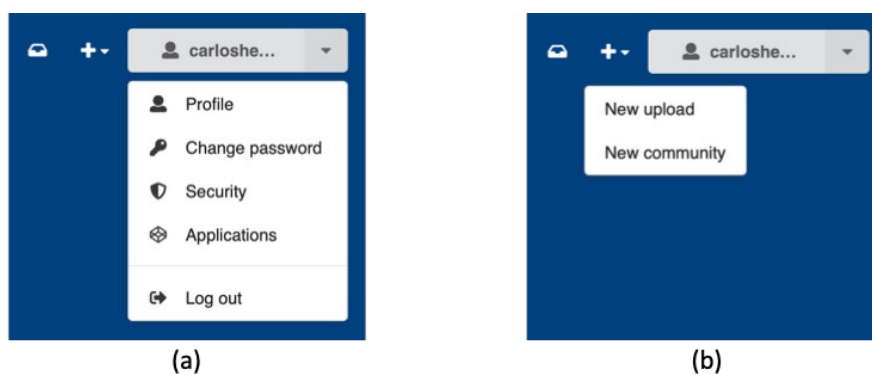 carloshe...
Profile
Change password
Security
Applications
Log out
(a)
carloshe...
New upload
New community
(b)